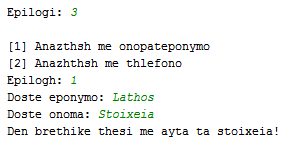 Epilogi: 3
[1] Anazthsh me onopateponymo
[2] Anazhthsh me thlefono
Epilogh: 1
Doste eponymo: Lathos
Doste onoma: Stoixeia
Den brethike thesi me ayta ta stoixeia!